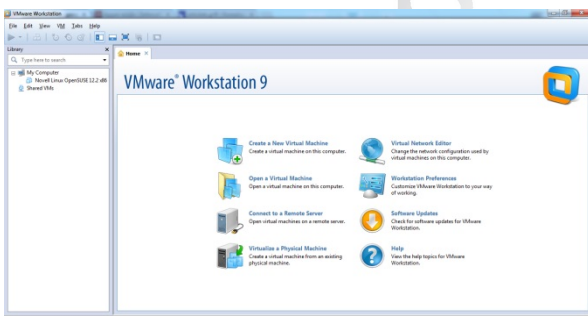 VMware Workstation
File Edit View VM Tabs Help
Library
Type here to search
My Computer
Novell Linux OpenSUSE 12.2 x86
Shared VMs
Home
VMware® Workstation 9
Create a New Virtual Machine
Create a virtual machine on this computer.
Open a Virtual Machine
Open a virtual machine on this computer.
Connect to a Remote Server
Open virtual machines on a remote server.
Virtualize a Physical Machine
Create a virtual machine from an existing
physical machine.
Virtual Network Editor
Change the network configuration used by
virtual machines on this computer.
Workstation Preferences
Customize VMware Workstation to your way
of working.
Software Updates
Check for software updates for VMware
Workstation.
Help
View the help topics for VMware
Workstation.